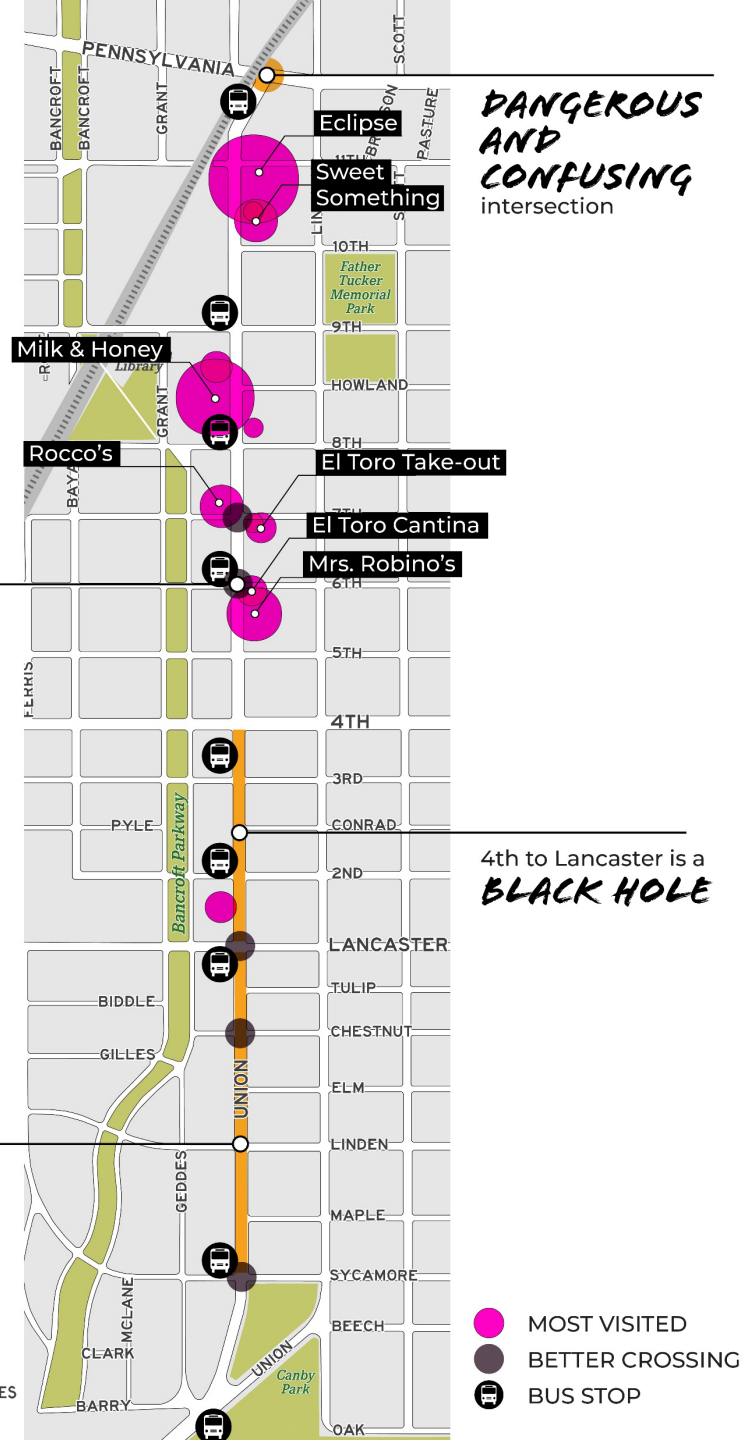 SCOTT
PENNSYLVANIA
BANCROFT
BANCROFT
GRANT
PASTURE
DANGEROUS
AND
CONFUSING
intersection
Eclipse
11TH
Sweet
Something
10TH
Father
Tucker
Memorial
Park
9TH
Milk & Honey
Library
HOWLAND
GRANT
8TH
Rocco's
El Toro Take-out
BAYA
7TH
El Toro Cantina
Mrs. Robino's
6TH
5TH
FERRIS
4TH
3RD
PYLE
CONRAD
Bancroft Parkway
2ND
4th to Lancaster is a
BLACK HOLE
LANCASTER
TULIP
BIDDLE
CHESTNUT
GILLES
ELM
UNION
LINDEN
GEDDES
MAPLE
SYCAMORE
MCLANE
BEECH
CLARK
UNION
Canby
Park
ES
BARRY
OAK
MOST VISITED
BETTER CROSSING
BUS STOP